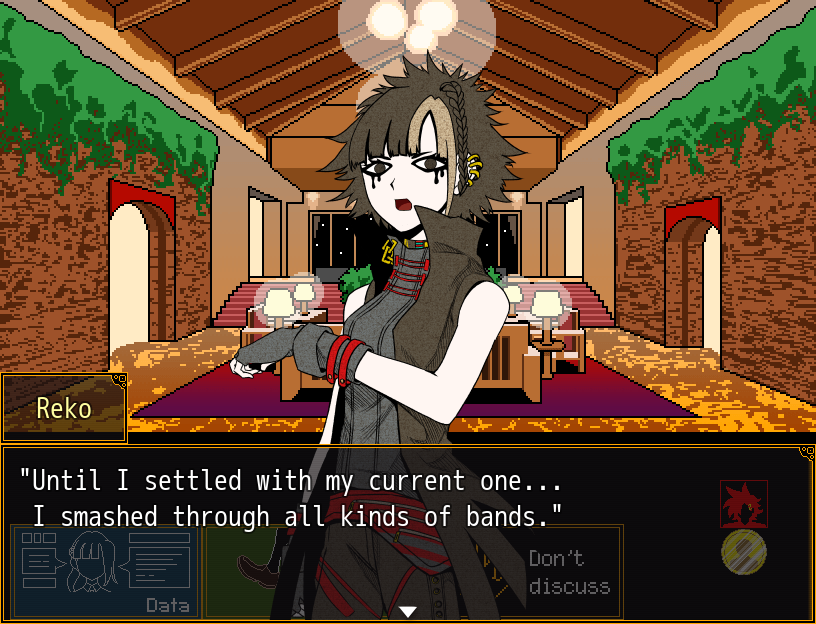 Reko
"Until I settled with my current one...
I smashed through all kinds of bands."
Data
Don't
discuss